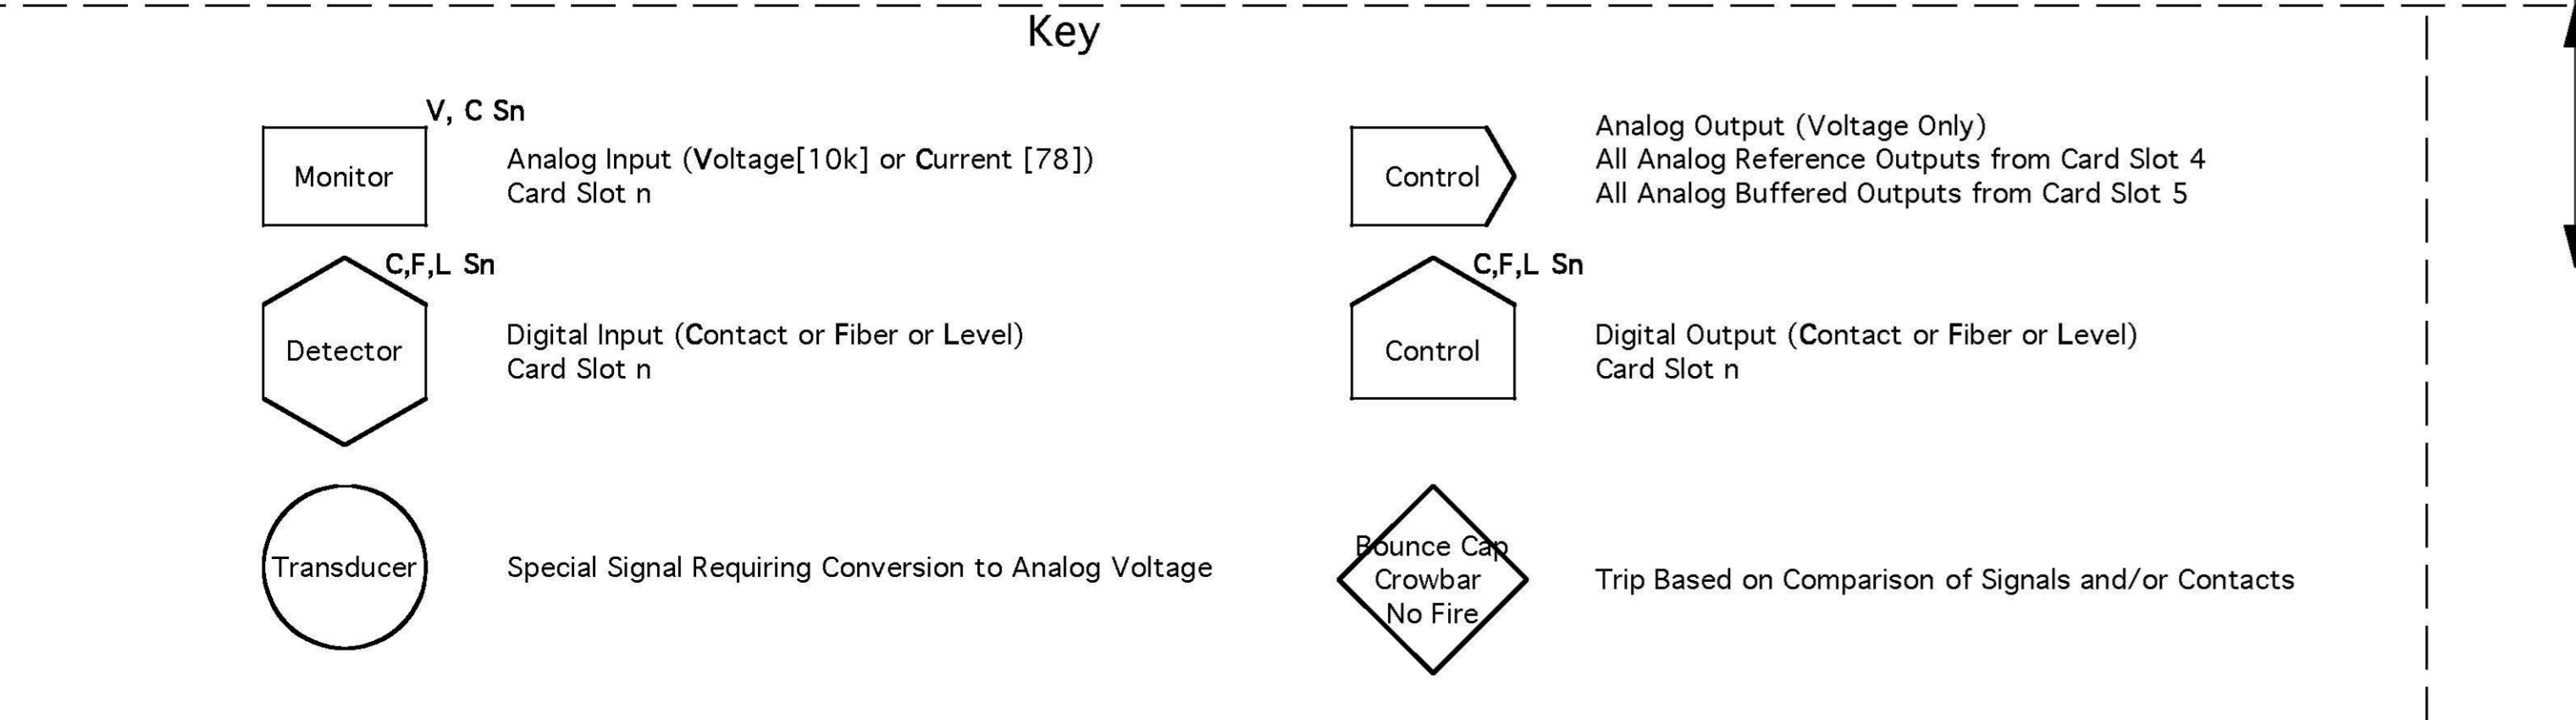 Key
V, C Sn
Monitor
Analog Input (Voltage[10k] or Current [78])
Card Slot n
Control
Analog Output (Voltage Only)
All Analog Reference Outputs from Card Slot 4
All Analog Buffered Outputs from Card Slot 5
C,F,L Sn
Detector
Digital Input (Contact or Fiber or Level)
Card Slot n
C,F,L Sn
Control
Digital Output (Contact or Fiber or Level)
Card Slot n
Transducer
Special Signal Requiring Conversion to Analog Voltage
Bounce Cap
Crowbar
No Fire
Trip Based on Comparison of Signals and/or Contacts